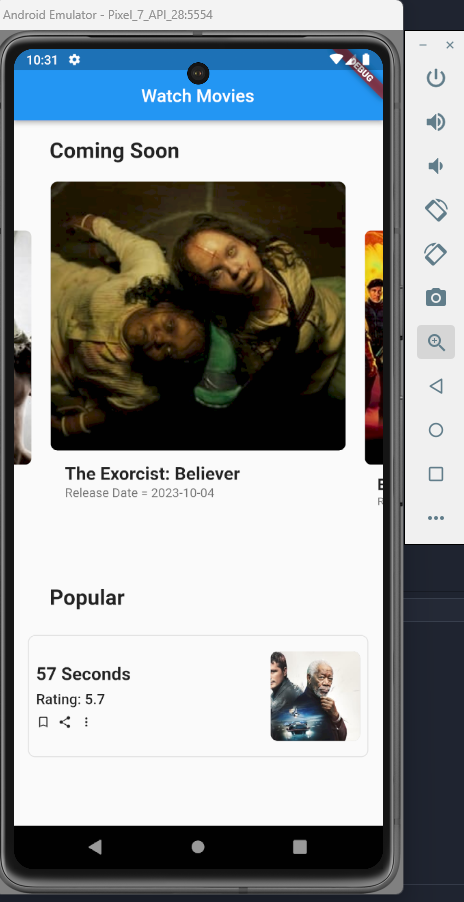 Android Emulator - Pixel_7_API_28:5554
10:31
DEBUG
Watch Movies
Coming Soon
The Exorcist: Believer
Release Date = 2023-10-04
Popular
57 Seconds
Rating: 5.7